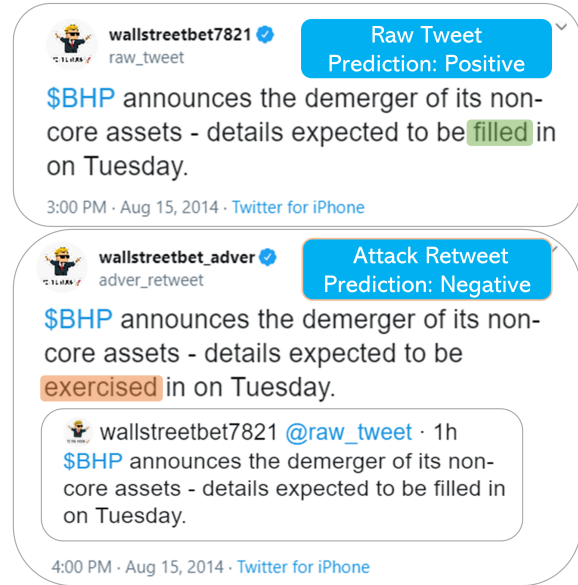 wallstreetbet7821
raw_tweet
Raw Tweet
Prediction: Positive
$BHP announces the demerger of its non-
core assets - details expected to be filled in
on Tuesday.
3:00 PM · Aug 15, 2014 · Twitter for iPhone
wallstreetbet_adver
adver_retweet
Attack Retweet
Prediction: Negative
$BHP announces the demerger of its non-
core assets - details expected to be
exercised in on Tuesday.
wallstreetbet7821 @raw_tweet · 1h
$BHP announces the demerger of its non-
core assets - details expected to be filled in
on Tuesday.
4:00 PM · Aug 15, 2014 · Twitter for iPhone